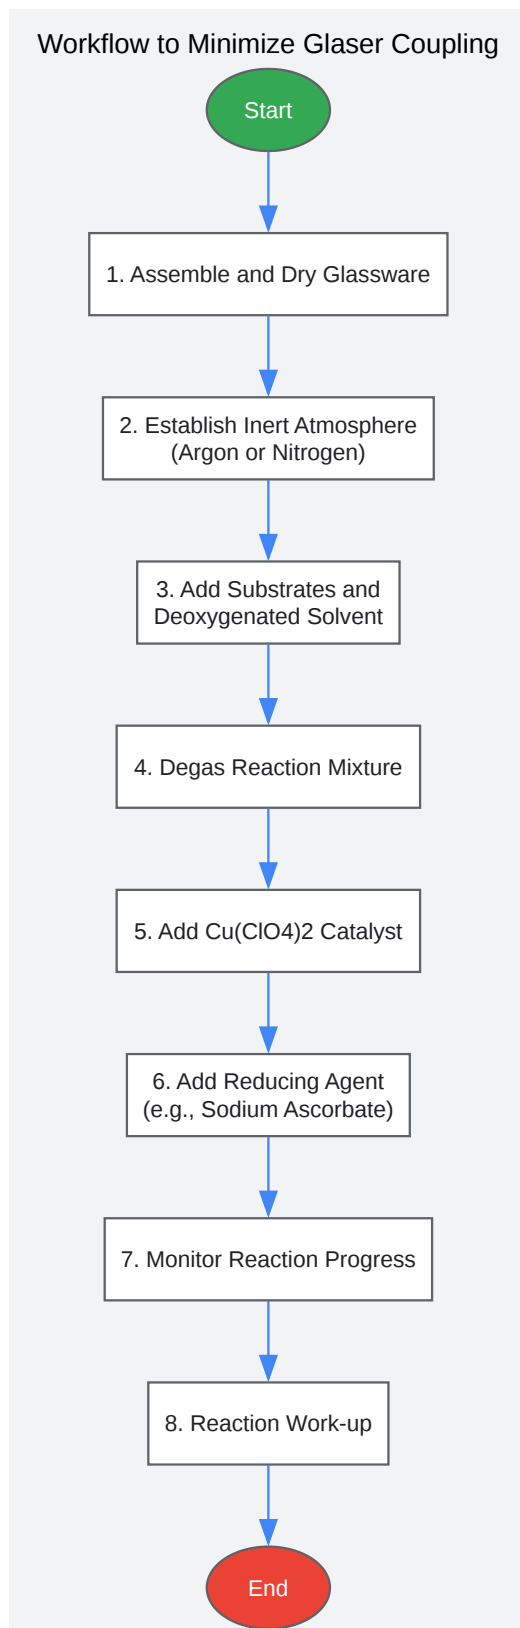 Workflow to Minimize Glaser Coupling
Start
1. Assemble and Dry Glassware
2. Establish Inert Atmosphere
(Argon or Nitrogen)
3. Add Substrates and
Deoxygenated Solvent
4. Degas Reaction Mixture
5. Add Cu(ClO4)2 Catalyst
6. Add Reducing Agent
(e.g., Sodium Ascorbate)
7. Monitor Reaction Progress
8. Reaction Work-up
End